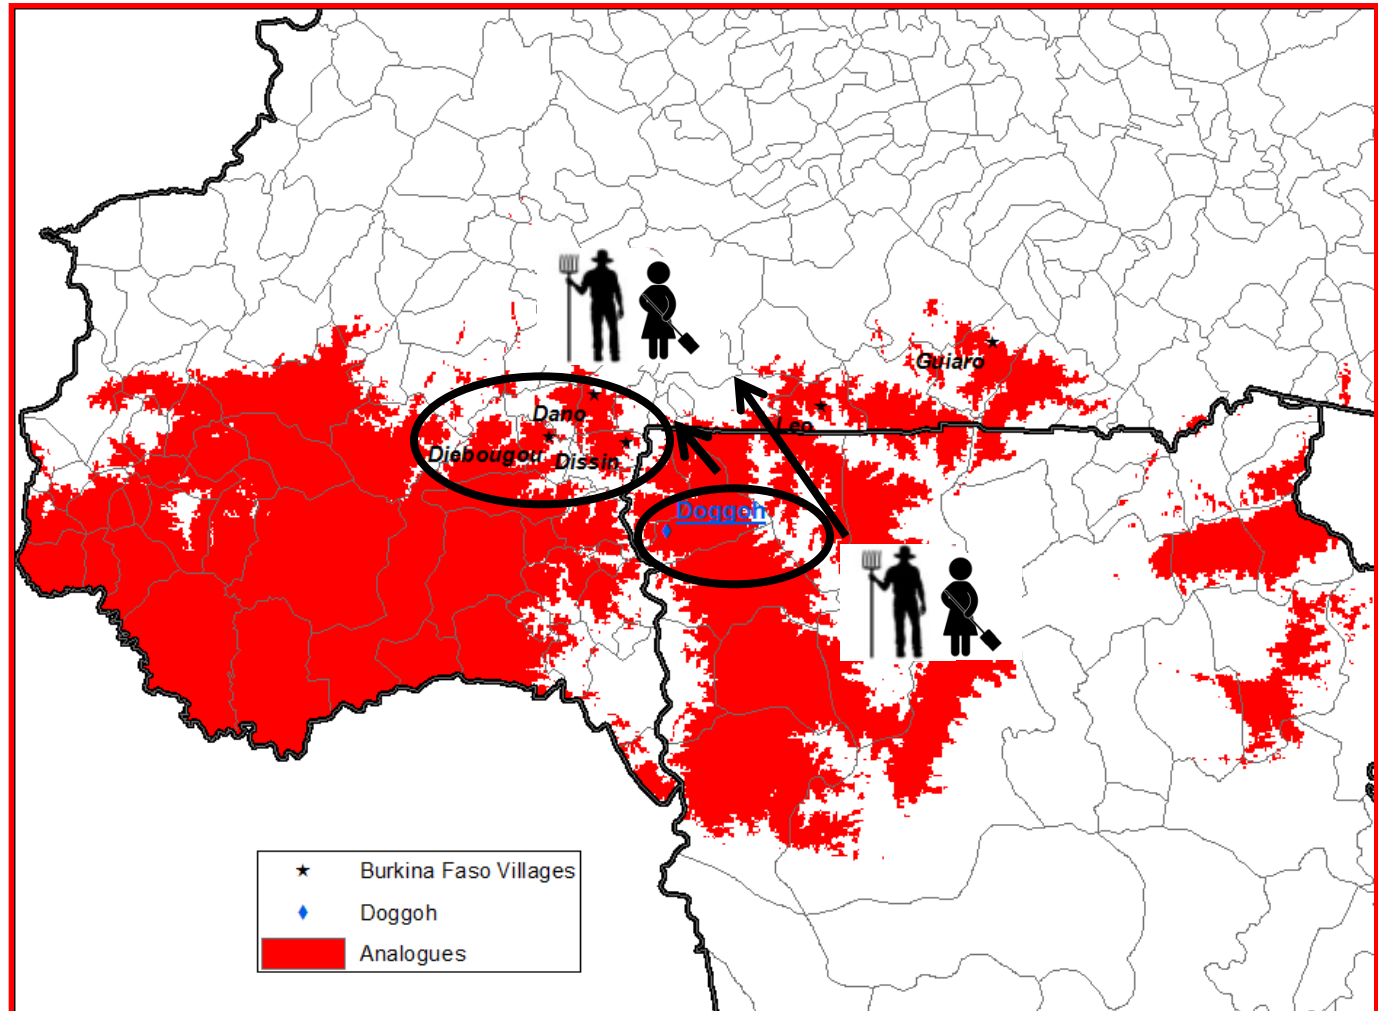 Guiaro
Dano
Leo
Diebougou
Dissin
Doggoh
Burkina Faso Villages
Doggoh
Analogues